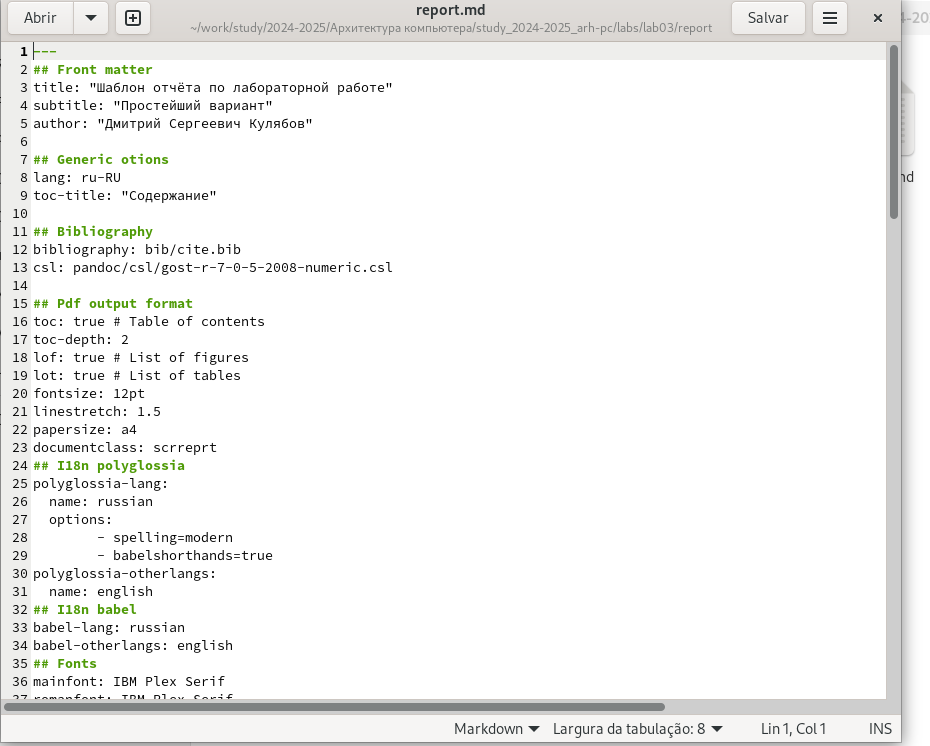 Abrir
report.md
~/work/study/2024-2025/Архитектура компьютера/study_2024-2025_arh-pc/labs/lab03/report
Salvar
4-20
nd
1 ---
2 ## Front matter
3 title: "Шаблон отчёта по лабораторной работе"
4 subtitle: "Простейший вариант"
5 author: "Дмитрий Сергеевич Кулябов"
6
7 ## Generic otions
8 lang: ru-RU
9 toc-title: "Содержание"
10
11 ## Bibliography
12 bibliography: bib/cite.bib
13 csl: pandoc/csl/gost-r-7-0-5-2008-numeric.csl
14
15 ## Pdf output format
16 toc: true # Table of contents
17 toc-depth: 2
18 lof: true # List of figures
19 lot: true # List of tables
20 fontsize: 12pt
21 linestretch: 1.5
22 papersize: a4
23 documentclass: scrreprt
24 ## I18n polyglossia
25 polyglossia-lang:
26   name: russian
27   options:
28         - spelling=modern
29         - babelshorthands=true
30 polyglossia-otherlangs:
31   name: english
32 ## I18n babel
33 babel-lang: russian
34 babel-otherlangs: english
35 ## Fonts
36 mainfont: IBM Plex Serif
37 romanfont: IBM Plex Serif
Markdown
Largura da tabulação: 8
Lin 1, Col 1
INS